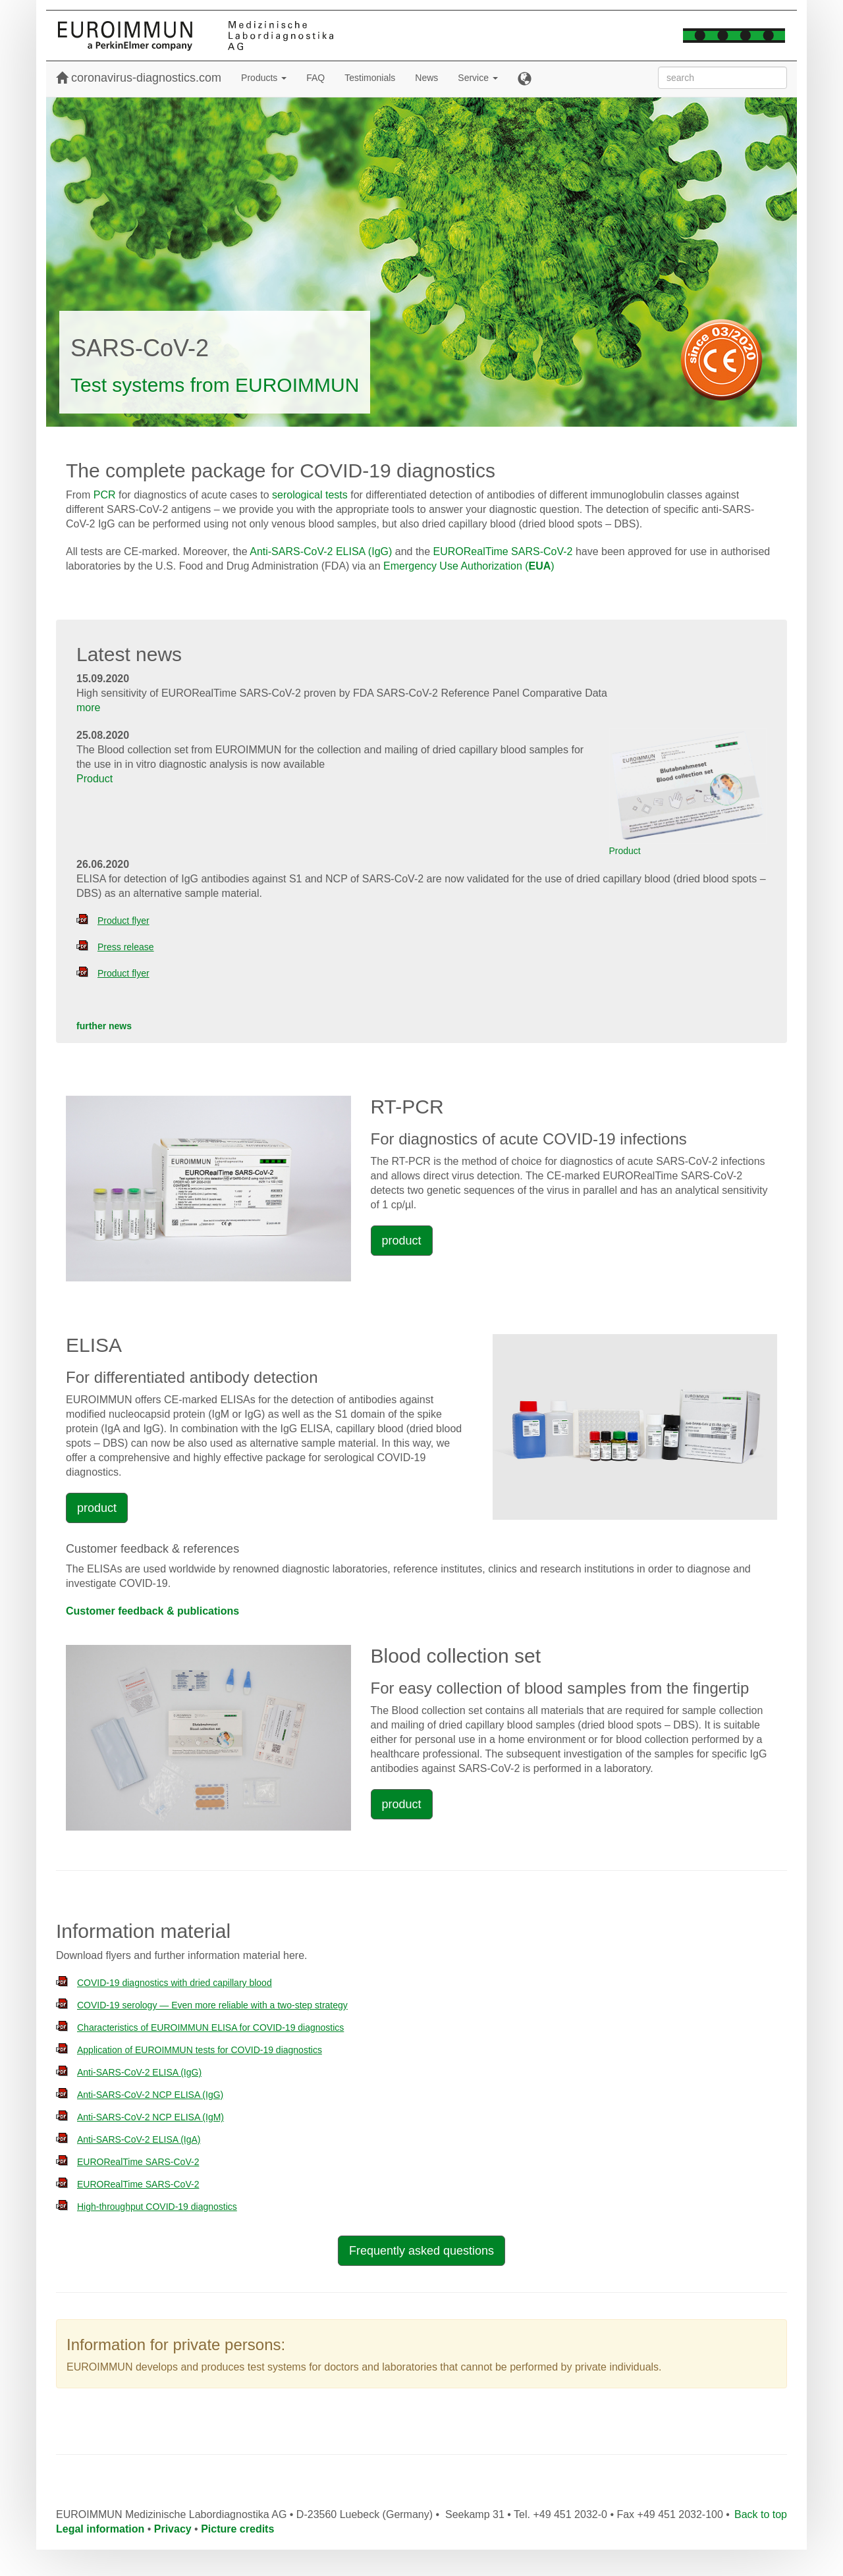 EUROIMMUN
a PerkinElmer company
Medizinische
Labordiagnostika
AG
coronavirus-diagnostics.com Products FAQ Testimonials News Service search
since 03/2020
CE
SARS-CoV-2
Test systems from EUROIMMUN
The complete package for COVID-19 diagnostics
From PCR for diagnostics of acute cases to serological tests for differentiated detection of antibodies of different immunoglobulin classes against
different SARS-CoV-2 antigens – we provide you with the appropriate tools to answer your diagnostic question. The detection of specific anti-SARS-
CoV-2 IgG can be performed using not only venous blood samples, but also dried capillary blood (dried blood spots – DBS).
All tests are CE-marked. Moreover, the Anti-SARS-CoV-2 ELISA (IgG) and the EURORealTime SARS-CoV-2 have been approved for use in authorised
laboratories by the U.S. Food and Drug Administration (FDA) via an Emergency Use Authorization (EUA)
Latest news
15.09.2020
High sensitivity of EURORealTime SARS-CoV-2 proven by FDA SARS-CoV-2 Reference Panel Comparative Data
more
25.08.2020
The Blood collection set from EUROIMMUN for the collection and mailing of dried capillary blood samples for
the use in in vitro diagnostic analysis is now available
Product
EUROIMMUN
Blutabnahmeset
Blood collection set
Product
26.06.2020
ELISA for detection of IgG antibodies against S1 and NCP of SARS-CoV-2 are now validated for the use of dried capillary blood (dried blood spots –
DBS) as an alternative sample material.
Product flyer
Press release
Product flyer
further news
EUROIMMUN
EURORealTime SARS-CoV-2
RT-PCR
For diagnostics of acute COVID-19 infections
The RT-PCR is the method of choice for diagnostics of acute SARS-CoV-2 infections
and allows direct virus detection. The CE-marked EURORealTime SARS-CoV-2
detects two genetic sequences of the virus in parallel and has an analytical sensitivity
of 1 cp/µl.
product
ELISA
For differentiated antibody detection
EUROIMMUN offers CE-marked ELISAs for the detection of antibodies against
modified nucleocapsid protein (IgM or IgG) as well as the S1 domain of the spike
protein (IgA and IgG). In combination with the IgG ELISA, capillary blood (dried blood
spots – DBS) can now be also used as alternative sample material. In this way, we
offer a comprehensive and highly effective package for serological COVID-19
diagnostics.
product
Customer feedback & references
The ELISAs are used worldwide by renowned diagnostic laboratories, reference institutes, clinics and research institutions in order to diagnose and
investigate COVID-19.
Customer feedback & publications
Blood collection set
For easy collection of blood samples from the fingertip
The Blood collection set contains all materials that are required for sample collection
and mailing of dried capillary blood samples (dried blood spots – DBS). It is suitable
either for personal use in a home environment or for blood collection performed by a
healthcare professional. The subsequent investigation of the samples for specific IgG
antibodies against SARS-CoV-2 is performed in a laboratory.
product
Information material
Download flyers and further information material here.
COVID-19 diagnostics with dried capillary blood
COVID-19 serology — Even more reliable with a two-step strategy
Characteristics of EUROIMMUN ELISA for COVID-19 diagnostics
Application of EUROIMMUN tests for COVID-19 diagnostics
Anti-SARS-CoV-2 ELISA (IgG)
Anti-SARS-CoV-2 NCP ELISA (IgG)
Anti-SARS-CoV-2 NCP ELISA (IgM)
Anti-SARS-CoV-2 ELISA (IgA)
EURORealTime SARS-CoV-2
EURORealTime SARS-CoV-2
High-throughput COVID-19 diagnostics
Frequently asked questions
Information for private persons:
EUROIMMUN develops and produces test systems for doctors and laboratories that cannot be performed by private individuals.
EUROIMMUN Medizinische Labordiagnostika AG • D-23560 Luebeck (Germany) • Seekamp 31 • Tel. +49 451 2032-0 • Fax +49 451 2032-100 • Back to top
Legal information • Privacy • Picture credits